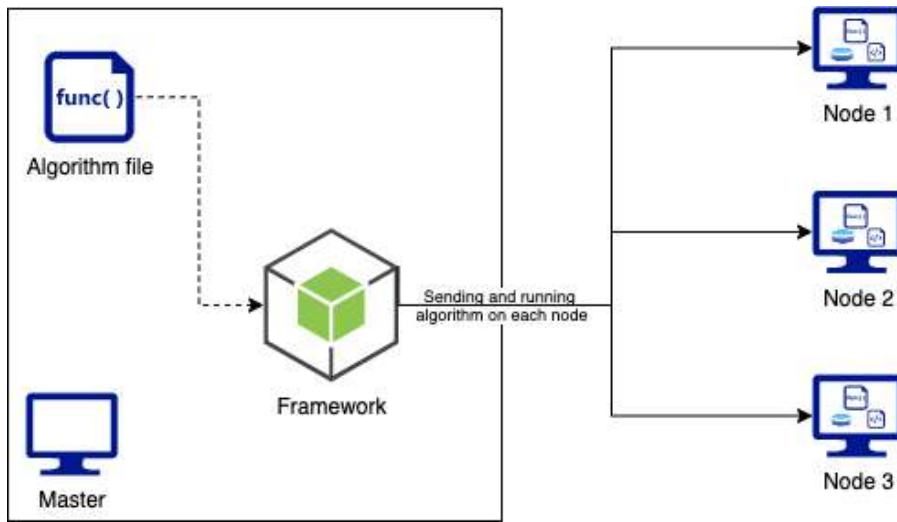 func( )
Algorithm file
Sending and running
algorithm on each node
Framework
Master
Node 1
Node 2
Node 3